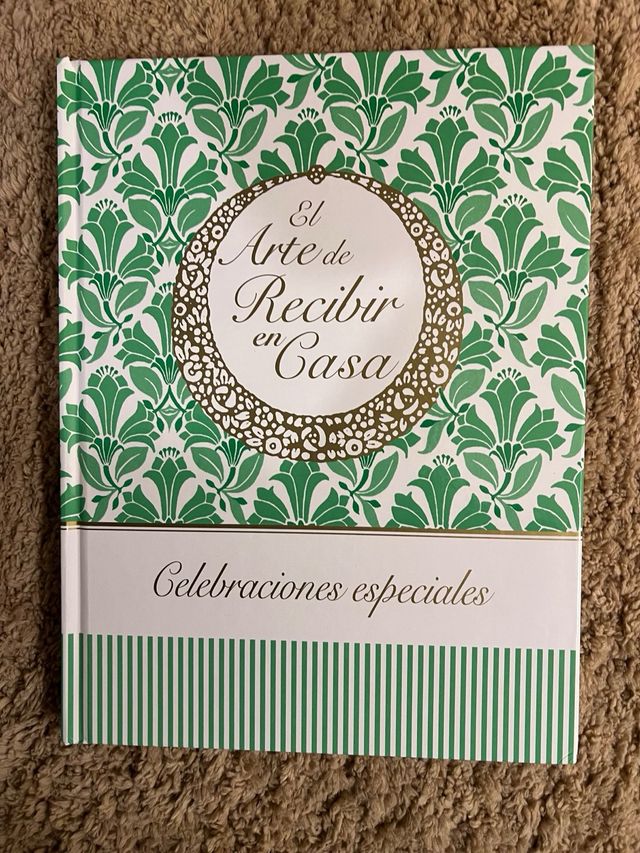 El
Arte de
Recibir
en
Casa
Celebraciones especiales